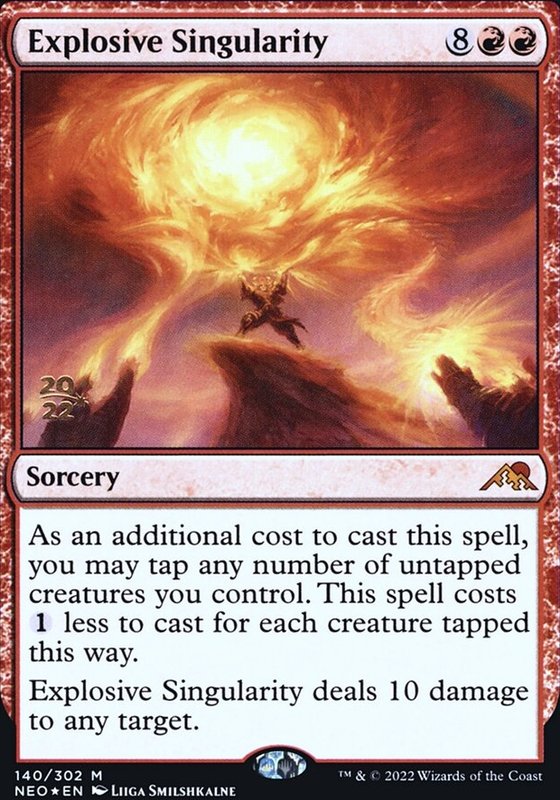 Explosive Singularity 8
20
22
Sorcery
As an additional cost to cast this spell,
you may tap any number of untapped
creatures you control. This spell costs
1 less to cast for each creature tapped
this way.
Explosive Singularity deals 10 damage
to any target.
140/302 M
NEO★EN LIIGA SMILSHKALNE
™ & © 2022 Wizards of the Coast